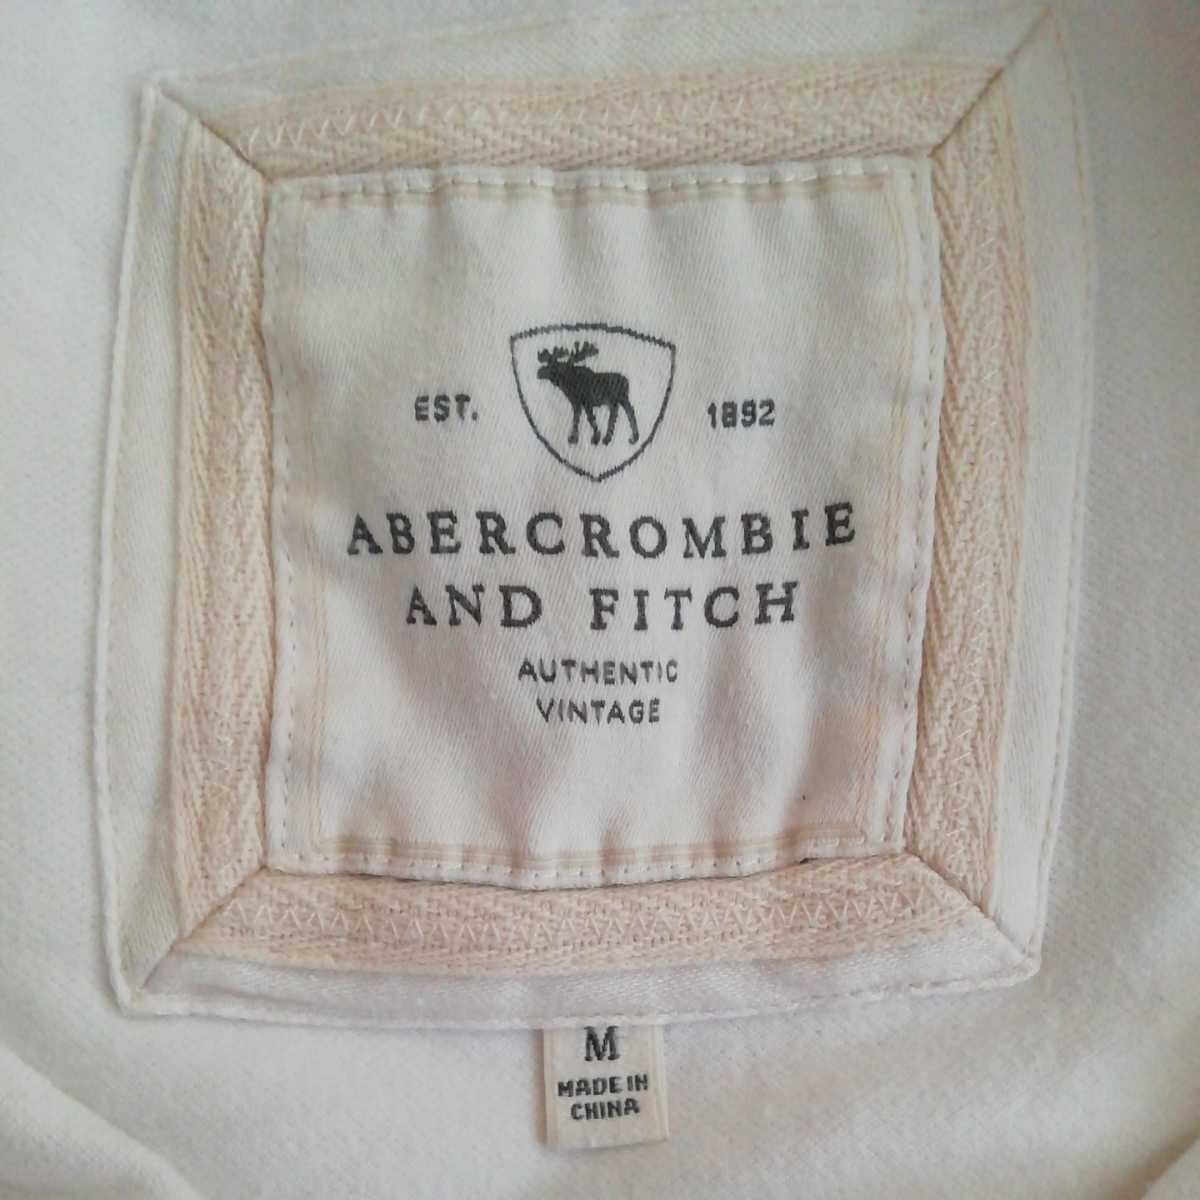 EST. 1892
ABERCROMBIE
AND FITCH
AUTHENTIC
VINTAGE
M
MADE IN
CHINA